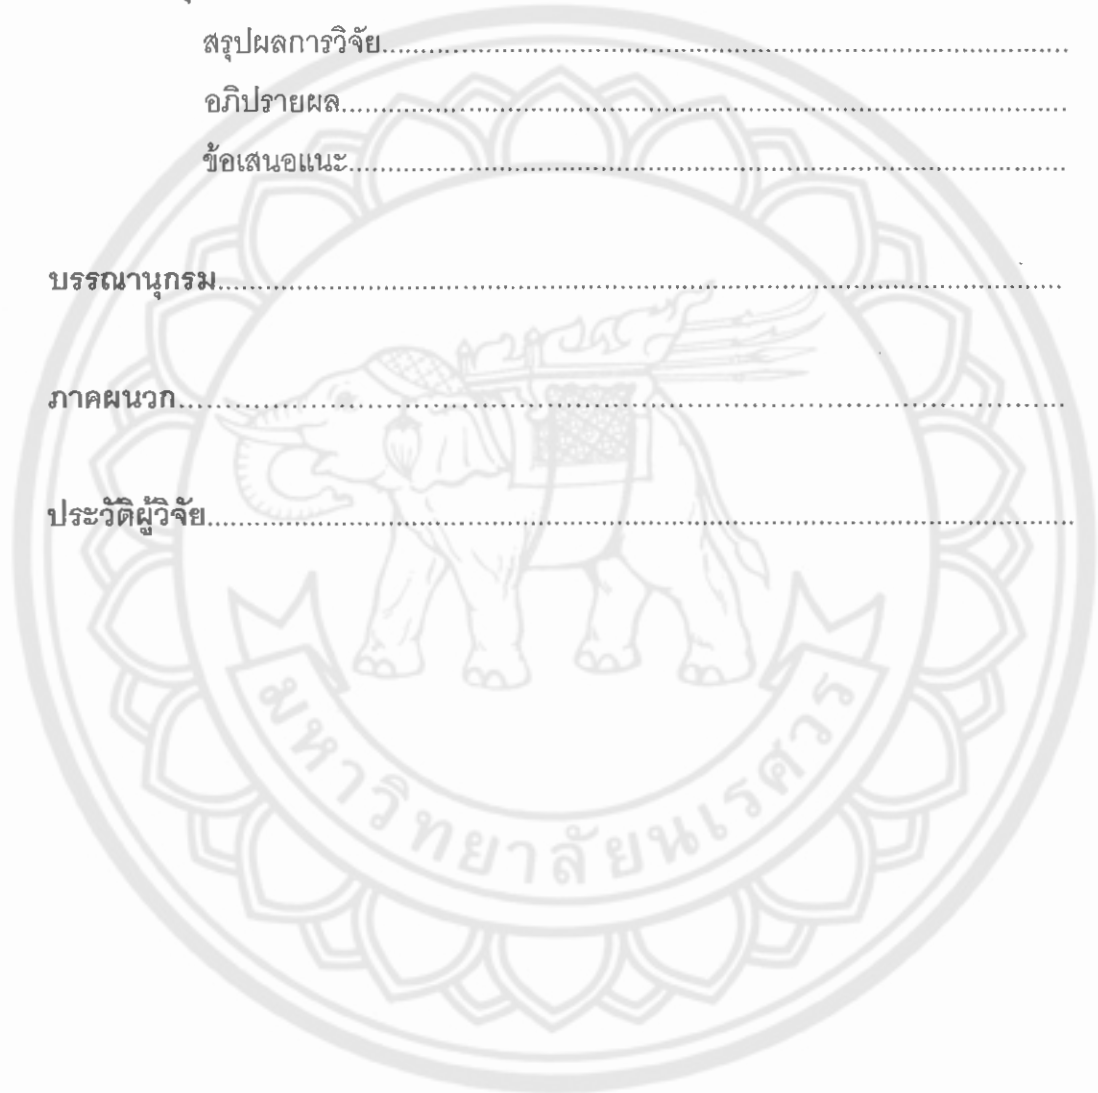 สรุปผลการวิจัย....................................................................................
อภิปรายผล..........................................................................................
ข้อเสนอแนะ.........................................................................................
บรรณานุกรม.........................................................................................................
ภาคผนวก..............................................................................................................
ประวัติผู้วิจัย...........................................................................................................
มหาวิทยาลัยนเรศวร